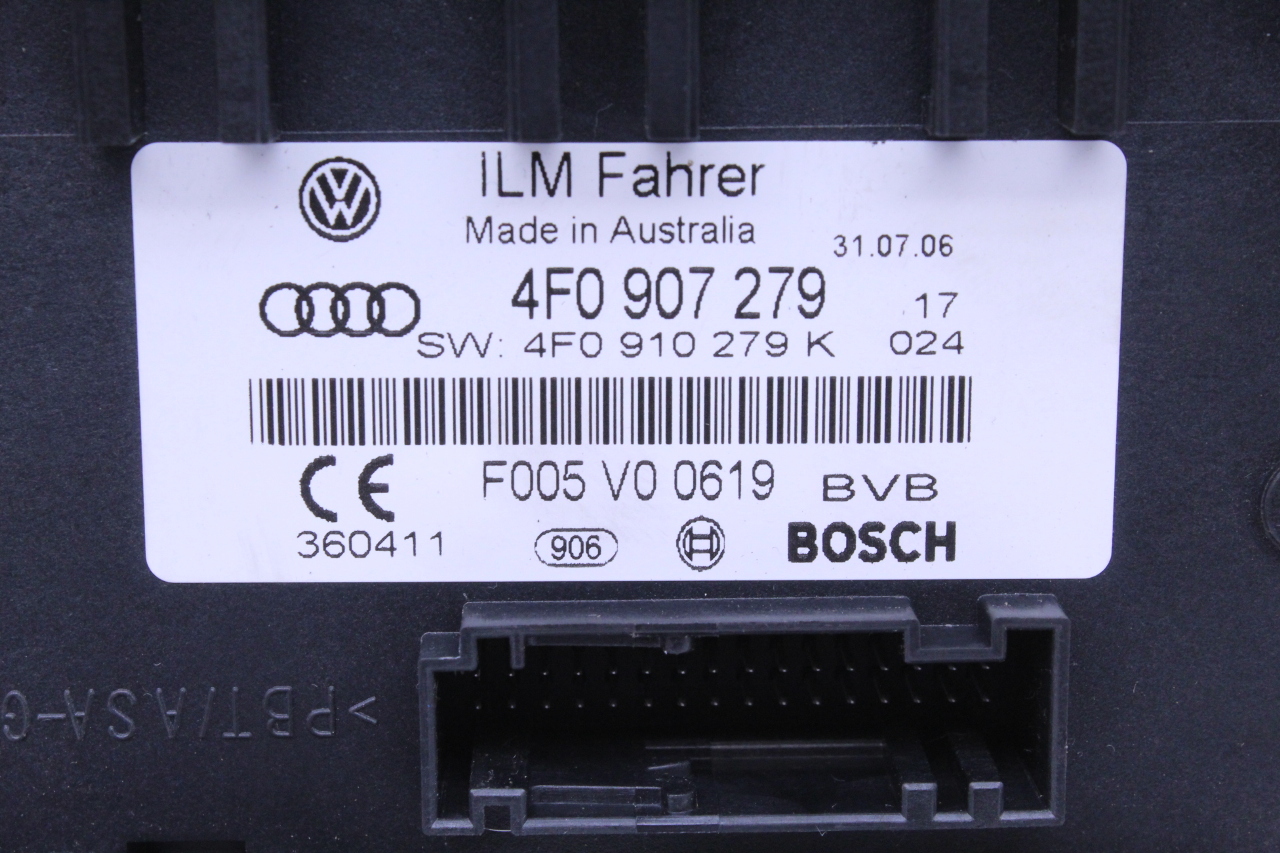 ILM Fahrer
Made in Australia
31.07.06
4F0 907 279
17
SW: 4F0 910 279 K
024
CE
F005 V0 0619
BVB
360411
906
BOSCH
>PBT/ASA-G